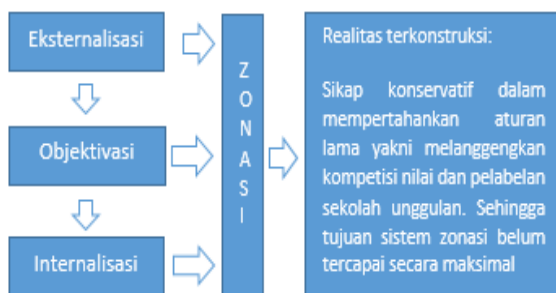 Eksternalisasi
Objektivasi
Internalisasi
Z
O
N
A
S
I
Realitas terkonstruksi:
Sikap konservatif dalam
mempertahankan aturan
lama yakni melanggengkan
kompetisi nilai dan pelabelan
sekolah unggulan. Sehingga
tujuan sistem zonasi belum
tercapai secara maksimal